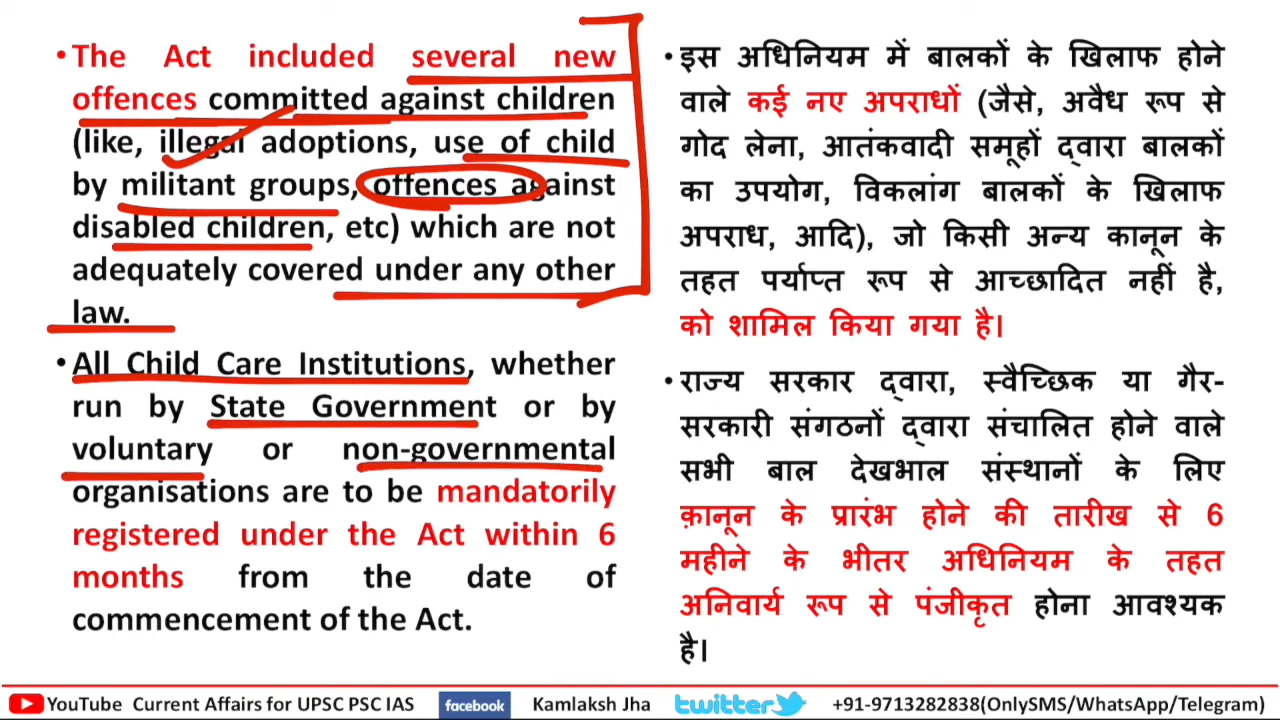 •The Act included several new
offences committed against children
(like, illegal adoptions, use of child
by militant groups, offences against
disabled children, etc) which are not
adequately covered under any other
law.
•All Child Care Institutions, whether
run by State Government or by
voluntary or non-governmental
organisations are to be mandatorily
registered under the Act within 6
months from the date of
commencement of the Act.
•इस अधिनियम में बालकों के खिलाफ होने
वाले कई नए अपराधों (जैसे, अवैध रूप से
गोद लेना, आतंकवादी समूहों द्वारा बालकों
का उपयोग, विकलांग बालकों के खिलाफ
अपराध, आदि), जो किसी अन्य कानून के
तहत पर्याप्त रूप से आच्छादित नहीं है,
को शामिल किया गया है।
•राज्य सरकार द्वारा, स्वैच्छिक या गैर-
सरकारी संगठनों द्वारा संचालित होने वाले
सभी बाल देखभाल संस्थानों के लिए
क़ानून के प्रारंभ होने की तारीख से 6
महीने के भीतर अधिनियम के तहत
अनिवार्य रूप से पंजीकृत होना आवश्यक
है।
YouTube Current Affairs for UPSC PSC IAS facebook Kamlaksh Jha twitter +91-9713282838(OnlySMS/WhatsApp/Telegram)